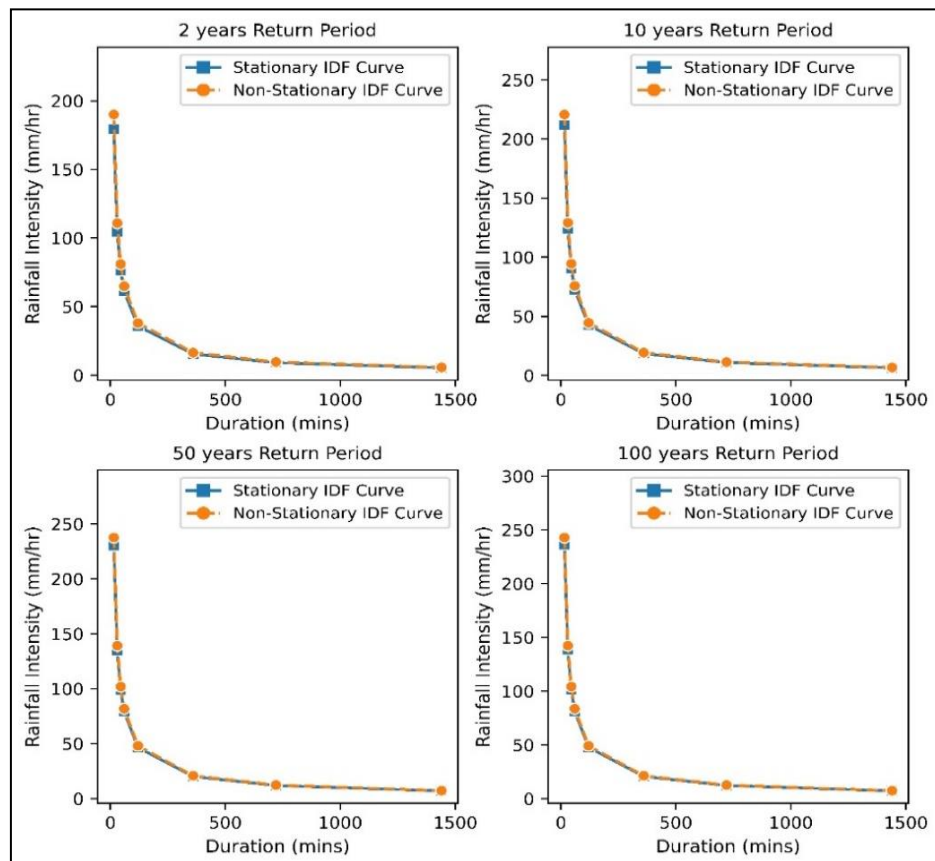 2 years Return Period
Stationary IDF Curve
Non-Stationary IDF Curve
Rainfall Intensity (mm/hr)
200
150
100
50
0
0 500 1000 1500
Duration (mins)
10 years Return Period
Stationary IDF Curve
Non-Stationary IDF Curve
Rainfall Intensity (mm/hr)
250
200
150
100
50
0
0 500 1000 1500
Duration (mins)
50 years Return Period
Stationary IDF Curve
Non-Stationary IDF Curve
Rainfall Intensity (mm/hr)
250
200
150
100
50
0
0 500 1000 1500
Duration (mins)
100 years Return Period
Stationary IDF Curve
Non-Stationary IDF Curve
Rainfall Intensity (mm/hr)
300
250
200
150
100
50
0
0 500 1000 1500
Duration (mins)